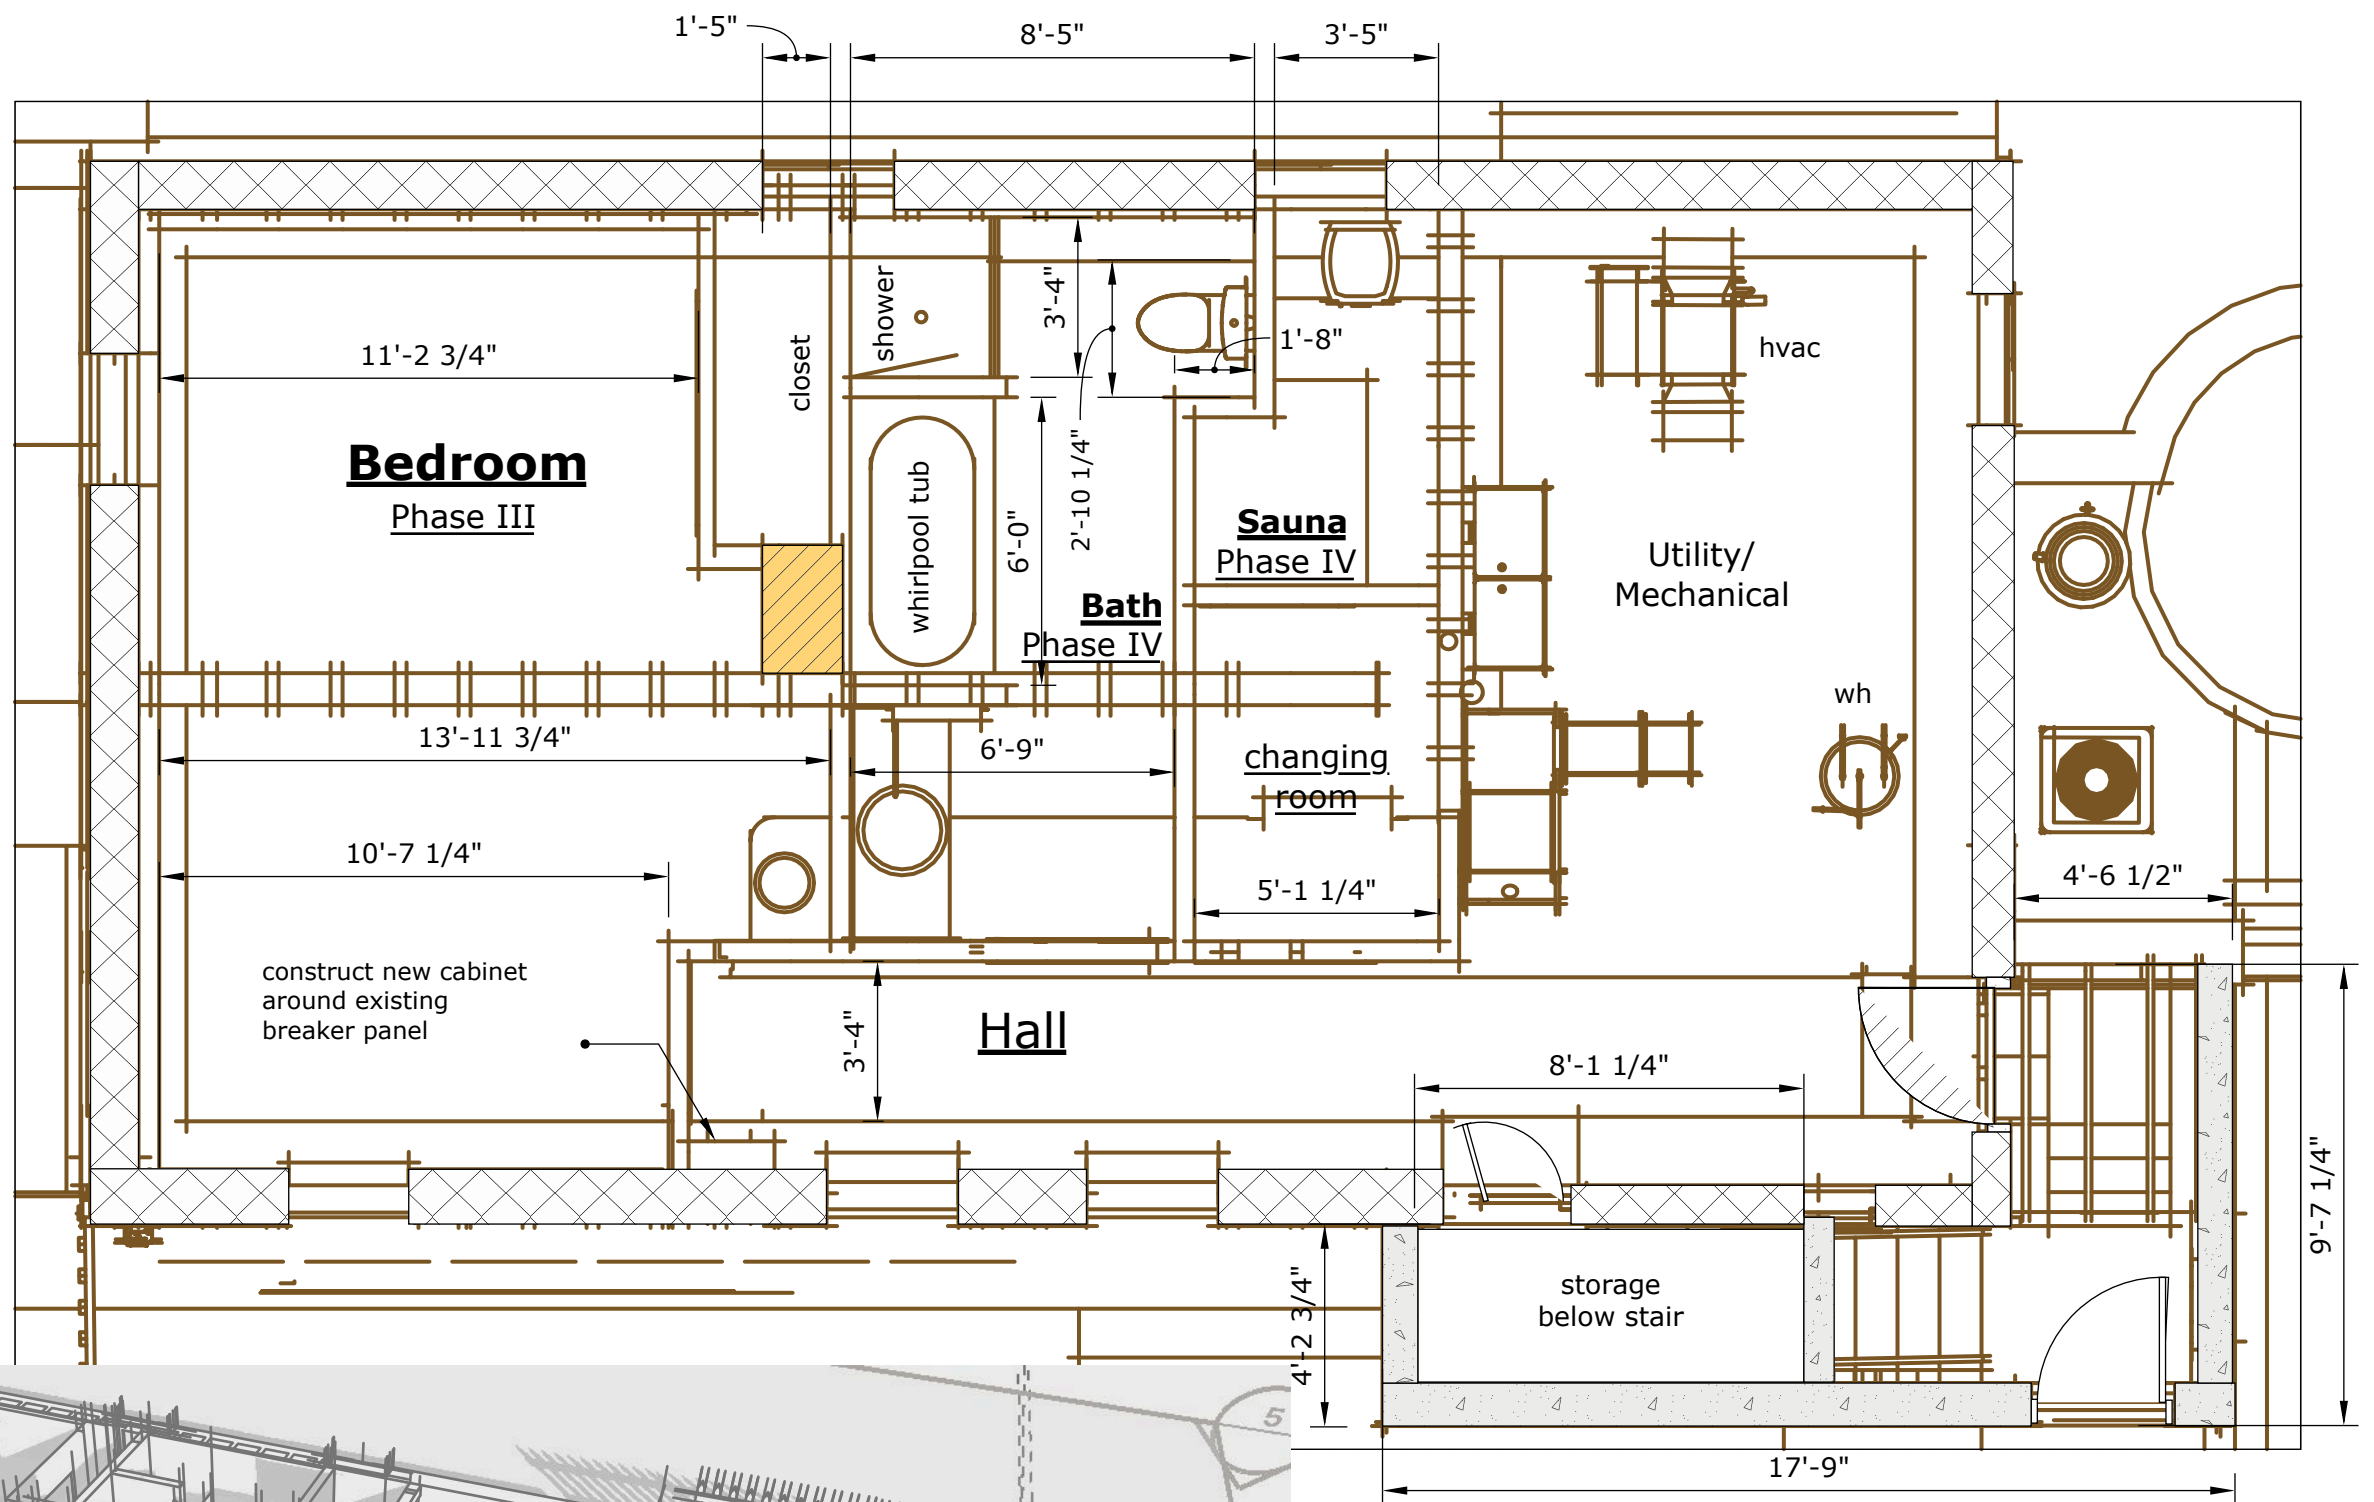 1'-5"
8'-5"
3'-5"
shower
3'-4"
1'-8"
11'-2 3/4"
closet
hvac
Bedroom
Phase III
whirlpool tub
6'-0"
2'-10 1/4"
Sauna
Phase IV
Utility/
Mechanical
Bath
Phase IV
wh
13'-11 3/4"
6'-9"
changing
room
10'-7 1/4"
5'-1 1/4"
4'-6 1/2"
construct new cabinet
around existing
breaker panel
3'-4"
Hall
8'-1 1/4"
9'-7 1/4"
storage
below stair
4'-2 3/4"
5
17'-9"